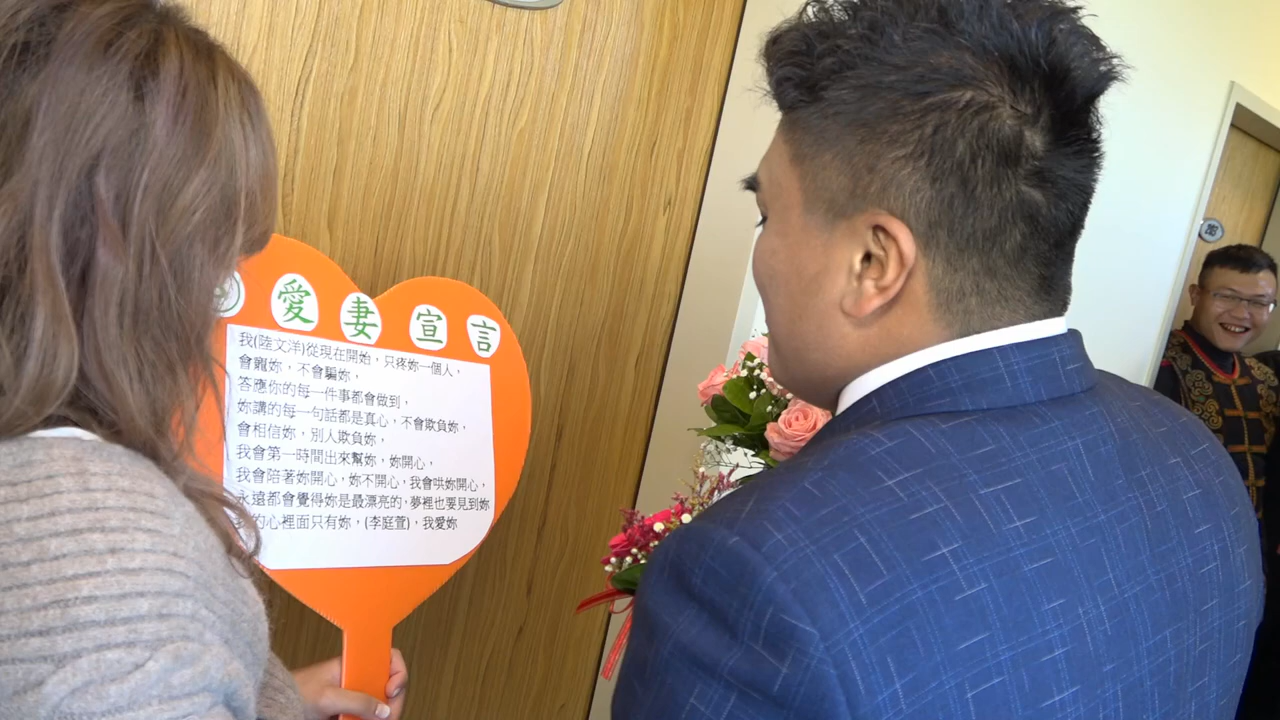 愛妻宣言
我(陸文洋)從現在開始，只疼妳一個人，
會寵妳，不會騙妳，
答應你的每一件事都會做到，
妳講的每一句話都是真心，不會欺負妳，
會相信妳，別人欺負妳，
我會第一時間出來幫妳，妳開心，
我會陪著妳開心，妳不開心，我會哄妳開心，
永遠都會覺得妳是最漂亮的，夢裡也要見到妳
的心裡面只有妳，(李庭萱)，我愛妳